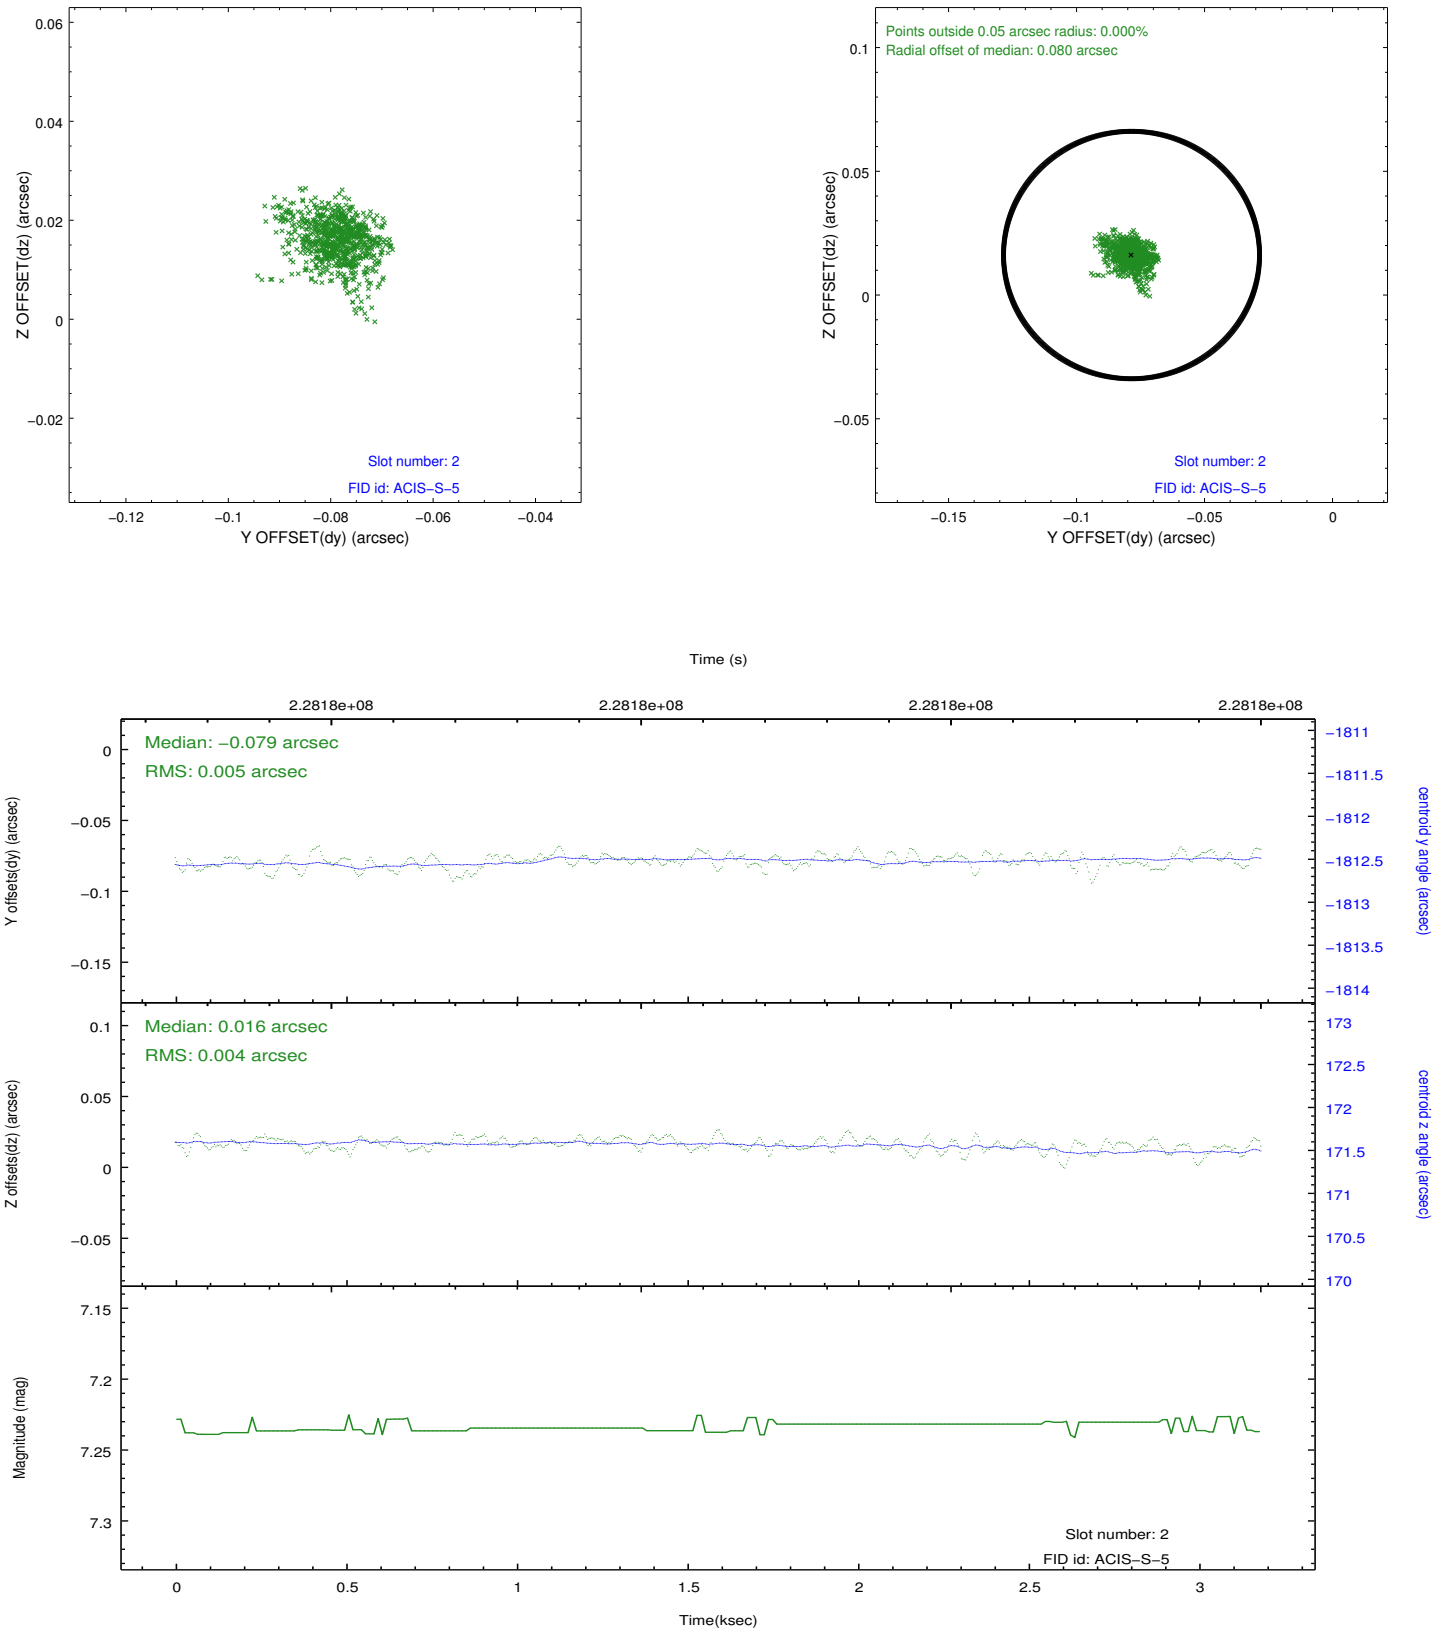 0.06
0.04
0.02
0
−0.02
Z OFFSET(dz) (arcsec)
Slot number: 2
FID id: ACIS−S−5
−0.12
−0.1
−0.08
−0.06
−0.04
Y OFFSET(dy) (arcsec)
Points outside 0.05 arcsec radius: 0.000%
Radial offset of median: 0.080 arcsec
0.1
0.05
0
−0.05
Z OFFSET(dz) (arcsec)
Slot number: 2
FID id: ACIS−S−5
−0.15
−0.1
−0.05
0
Y OFFSET(dy) (arcsec)
Time (s)
2.2818e+08
2.2818e+08
2.2818e+08
2.2818e+08
Median: −0.079 arcsec
RMS: 0.005 arcsec
0
−0.05
−0.1
−0.15
Y offsets(dy) (arcsec)
−1811
−1811.5
−1812
−1812.5
−1813
−1813.5
−1814
centroid y angle (arcsec)
Median: 0.016 arcsec
RMS: 0.004 arcsec
0.1
0.05
0
−0.05
Z offsets(dz) (arcsec)
173
172.5
172
171.5
171
170.5
170
centroid z angle (arcsec)
7.15
7.2
7.25
7.3
Magnitude (mag)
Slot number: 2
FID id: ACIS−S−5
0
0.5
1
1.5
2
2.5
3
Time(ksec)